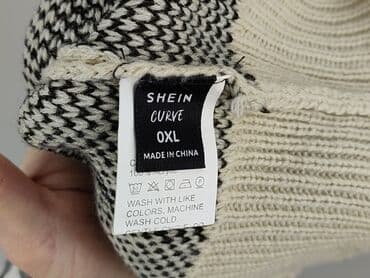 SHEIN
CURVE
0XL
MADE IN CHINA
WASH WITH LIKE
COLORS, MACHINE
WASH COLD.